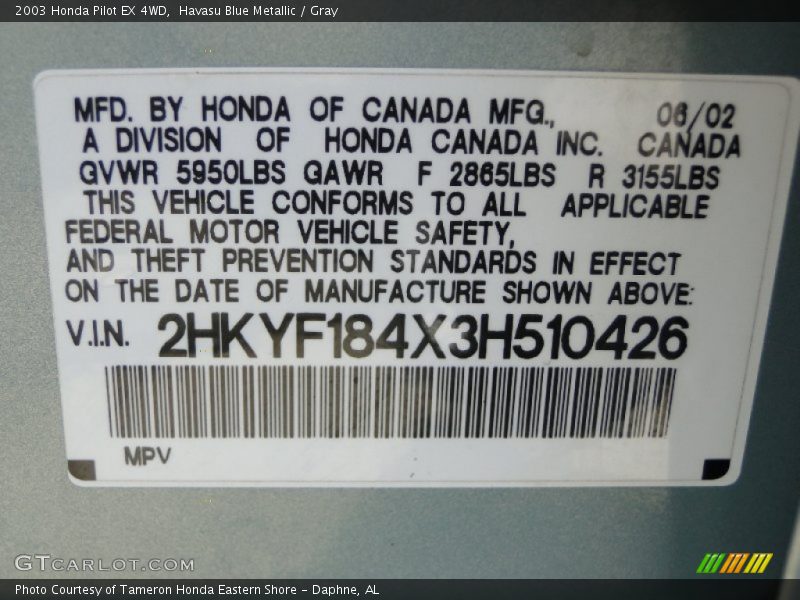 2003 Honda Pilot EX 4WD,  Havasu Blue Metallic / Gray
MFD. BY HONDA OF CANADA MFG., 06/02
A DIVISION OF HONDA CANADA INC. CANADA
GVWR 5950LBS GAWR F 2865LBS R 3155LBS
THIS VEHICLE CONFORMS TO ALL APPLICABLE
FEDERAL MOTOR VEHICLE SAFETY,
AND THEFT PREVENTION STANDARDS IN EFFECT
ON THE DATE OF MANUFACTURE SHOWN ABOVE:
V.I.N. 2HKYF184X3H510426
MPV
GTCARLOT.COM
Photo Courtesy of Tameron Honda Eastern Shore - Daphne, AL